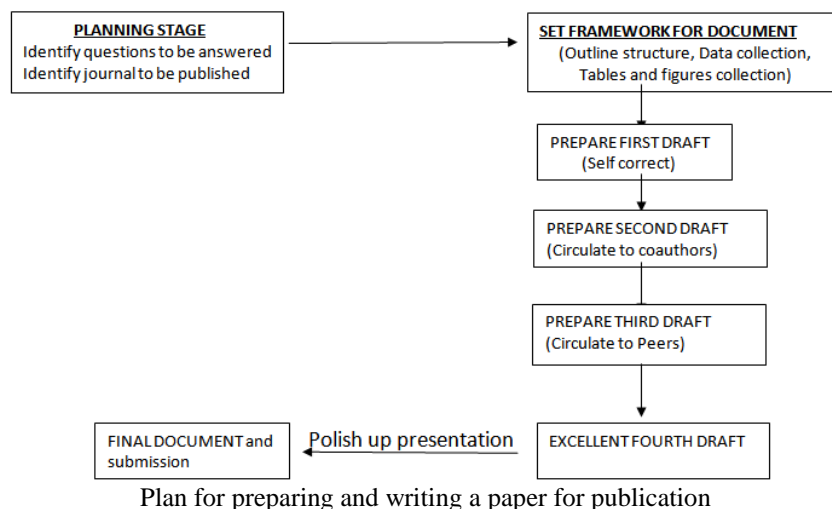 PLANNING STAGE
Identify questions to be answered
Identify journal to be published
SET FRAMEWORK FOR DOCUMENT
(Outline structure, Data collection,
Tables and figures collection)
PREPARE FIRST DRAFT
(Self correct)
PREPARE SECOND DRAFT
(Circulate to coauthors)
PREPARE THIRD DRAFT
(Circulate to Peers)
EXCELLENT FOURTH DRAFT
Polish up presentation
FINAL DOCUMENT and
submission
Plan for preparing and writing a paper for publication